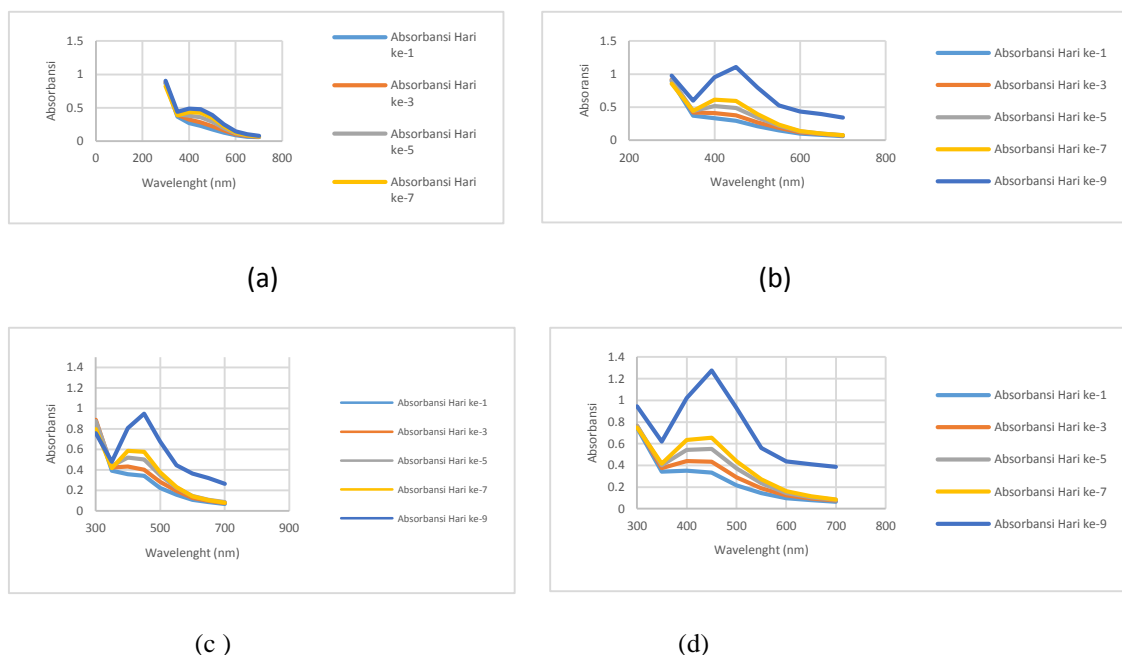 1.5
1
0.5
0
0 200 400 600 800
Absorbansi
Wavelenght (nm)
Absorbansi Hari
ke-1
Absorbansi Hari
ke-3
Absorbansi Hari
ke-5
Absorbansi Hari
ke-7
(a)
1.5
1
0.5
0
200 400 600 800
Absoransi
Wavelenght (nm)
Absorbansi Hari ke-1
Absorbansi Hari ke-3
Absorbansi Hari ke-5
Absorbansi Hari ke-7
Absorbansi Hari ke-9
(b)
1.4
1.2
1
0.8
0.6
0.4
0.2
0
300 500 700 900
Absorbansi
Wavelenght (nm)
Absorbansi Hari ke-1
Absorbansi Hari ke-3
Absorbansi Hari ke-5
Absorbansi Hari ke-7
Absorbansi Hari ke-9
(c )
1.4
1.2
1
0.8
0.6
0.4
0.2
0
300 400 500 600 700 800
Absorbansi
Wavelenght (nm)
Absorbansi Hari ke-1
Absorbansi Hari ke-3
Absorbansi Hari ke-5
Absorbansi Hari ke-7
Absorbansi Hari ke-9
(d)